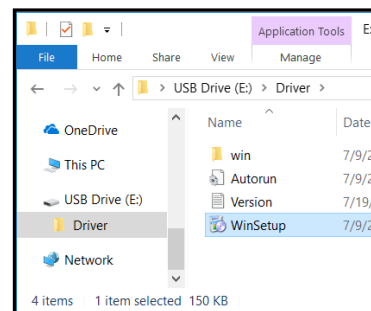 Application Tools
File Home Share View Manage
USB Drive (E:) > Driver >
OneDrive
This PC
USB Drive (E:)
Driver
Network
Name Date
win 7/9/2
Autorun 7/9/2
Version 7/19/
WinSetup 7/9/2
4 items 1 item selected 150 KB